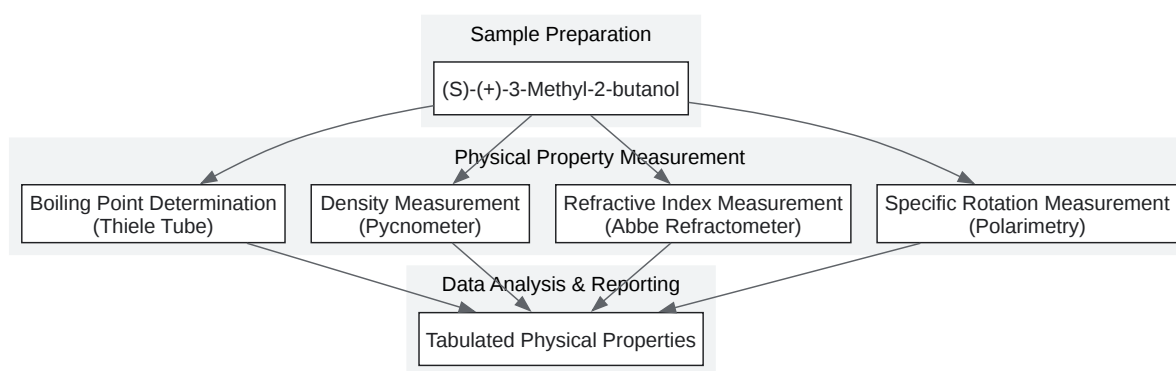 Sample Preparation
(S)-(+)-3-Methyl-2-butanol
Physical Property Measurement
Boiling Point Determination
(Thiele Tube)
Density Measurement
(Pycnometer)
Refractive Index Measurement
(Abbe Refractometer)
Specific Rotation Measurement
(Polarimetry)
Data Analysis & Reporting
Tabulated Physical Properties